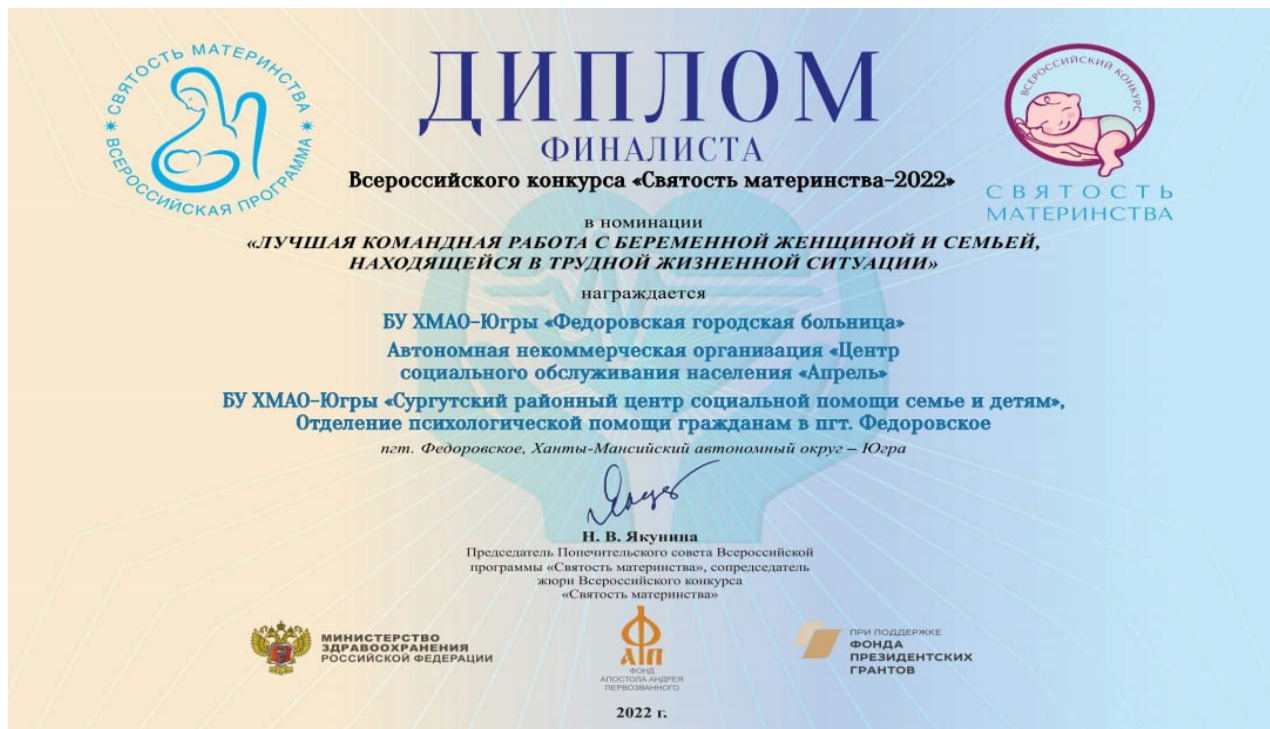 СВЯТОСТЬ МАТЕРИНСТВА
ВСЕРОССИЙСКАЯ ПРОГРАММА
ДИПЛОМ
ФИНАЛИСТА
Всероссийского конкурса «Святость материнства-2022»
ВСЕРОССИЙСКИЙ КОНКУРС
СВЯТОСТЬ
МАТЕРИНСТВА
в номинации
«ЛУЧШАЯ КОМАНДНАЯ РАБОТА С БЕРЕМЕННОЙ ЖЕНЩИНОЙ И СЕМЬЕЙ,
НАХОДЯЩЕЙСЯ В ТРУДНОЙ ЖИЗНЕННОЙ СИТУАЦИИ»
награждается
БУ ХМАО-Югры «Федоровская городская больница»
Автономная некоммерческая организация «Центр
социального обслуживания населения «Апрель»
БУ ХМАО-Югры «Сургутский районный центр социальной помощи семье и детям»,
Отделение психологической помощи гражданам в пгт. Федоровское
пгт. Федоровское, Ханты-Мансийский автономный округ – Югра
Н. В. Якунина
Председатель Попечительского совета Всероссийской
программы «Святость материнства», сопредседатель
жюри Всероссийского конкурса
«Святость материнства»
МИНИСТЕРСТВО
ЗДРАВООХРАНЕНИЯ
РОССИЙСКОЙ ФЕДЕРАЦИИ
ФОНД
АПОСТОЛА АНДРЕЯ
ПЕРВОЗВАННОГО
ПРИ ПОДДЕРЖКЕ
ФОНДА
ПРЕЗИДЕНТСКИХ
ГРАНТОВ
2022 г.